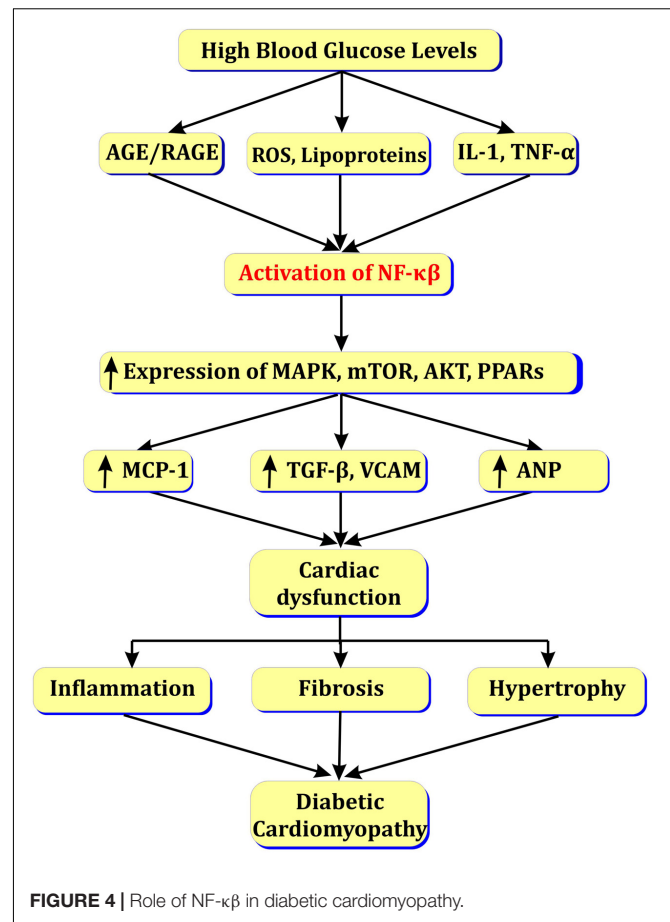 High Blood Glucose Levels
AGE/RAGE
ROS, Lipoproteins
IL-1, TNF-α
Activation of NF-κβ
↑ Expression of MAPK, mTOR, AKT, PPARs
↑ MCP-1
↑ TGF-β, VCAM
↑ ANP
Cardiac
dysfunction
Inflammation
Fibrosis
Hypertrophy
Diabetic
Cardiomyopathy
FIGURE 4 | Role of NF-κβ in diabetic cardiomyopathy.